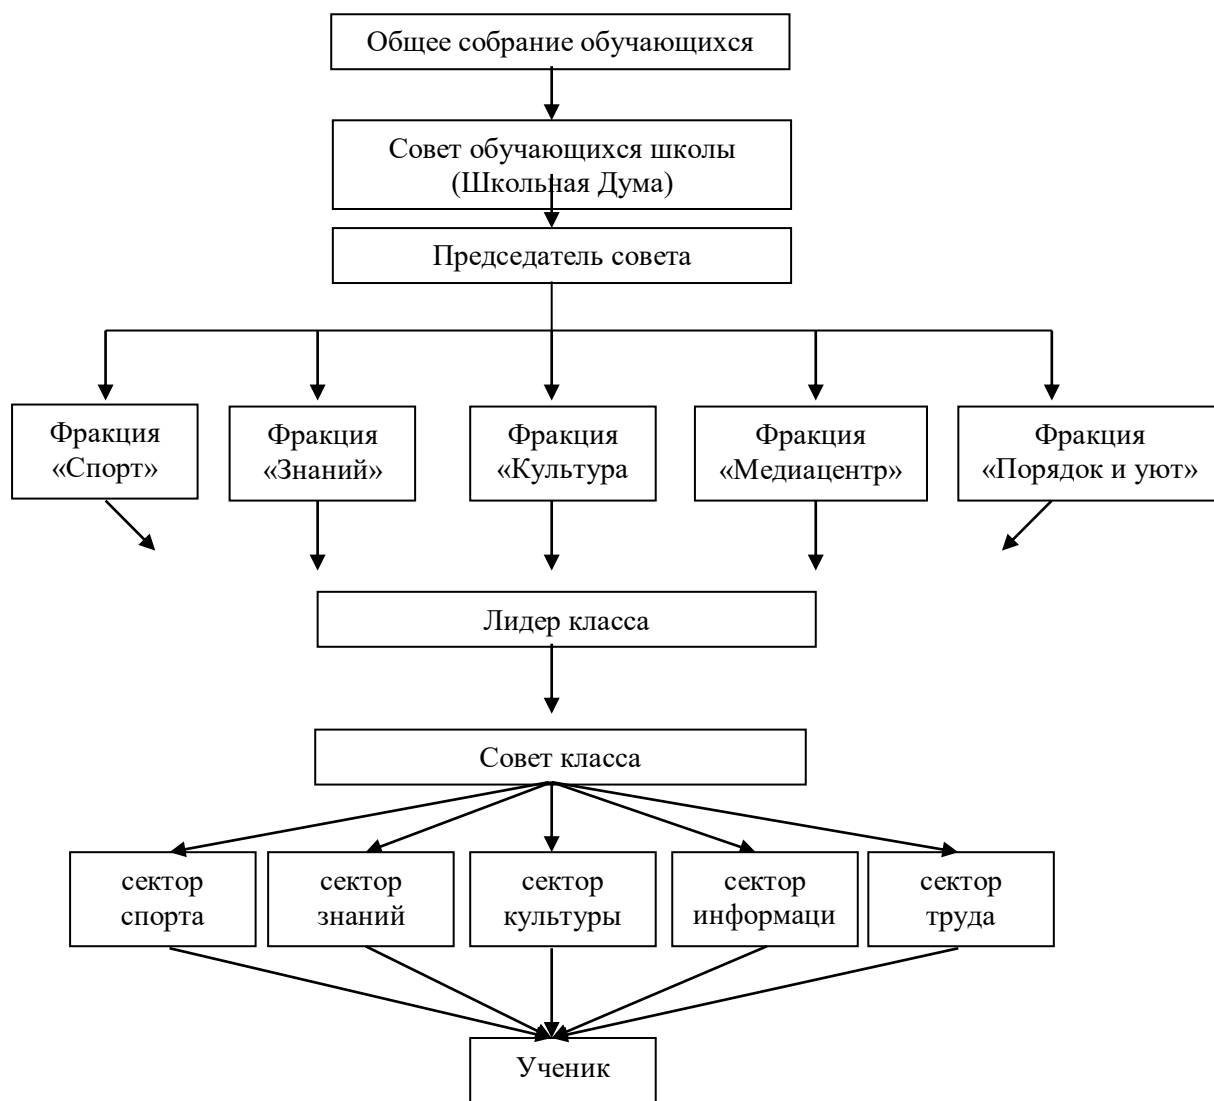 Общее собрание обучающихся
Совет обучающихся школы
(Школьная Дума)
Председатель совета
Фракция
«Спорт»
Фракция
«Знаний»
Фракция
«Культура
Фракция
«Медиацентр»
Фракция
«Порядок и уют»
Лидер класса
Совет класса
сектор
спорта
сектор
знаний
сектор
культуры
сектор
информаци
сектор
труда
Ученик